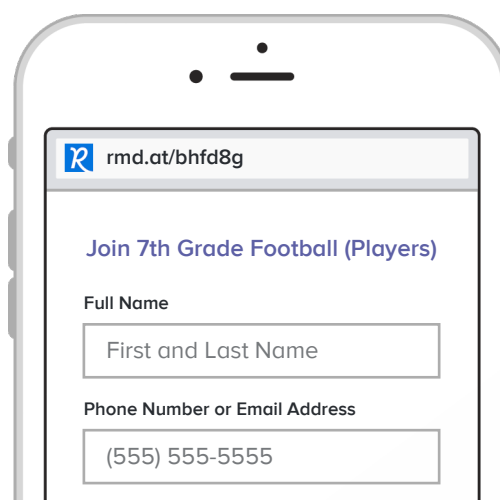 R rmd.at/bhfd8g
Join 7th Grade Football (Players)
Full Name
First and Last Name
Phone Number or Email Address
(555) 555-5555